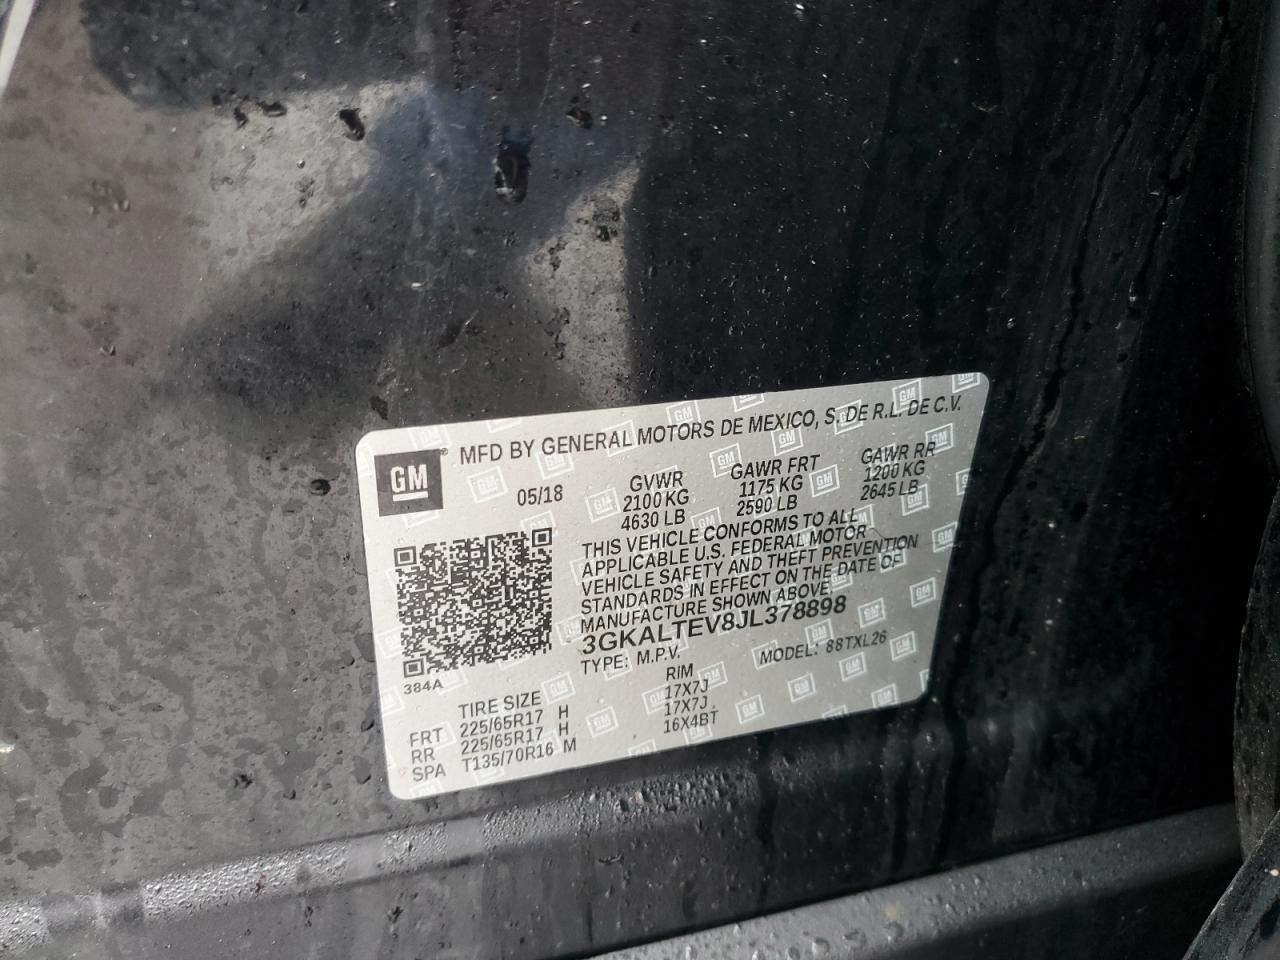 GM ® MFD BY GENERAL MOTORS DE MEXICO, S. DE R.L. DE C.V.
05/18 GVWR GAWR FRT GAWR RR
2100 KG 1175 KG 1200 KG
4630 LB 2590 LB 2645 LB
THIS VEHICLE CONFORMS TO ALL
APPLICABLE U.S. FEDERAL MOTOR
VEHICLE SAFETY AND THEFT PREVENTION
STANDARDS IN EFFECT ON THE DATE OF
MANUFACTURE SHOWN ABOVE.
3GKALTEV8JL378898
TYPE: M.P.V. MODEL: 88TXL26
384A
TIRE SIZE RIM
FRT 225/65R17 H 17X7J
RR 225/65R17 H 17X7J
SPA T135/70R16 M 16X4BT